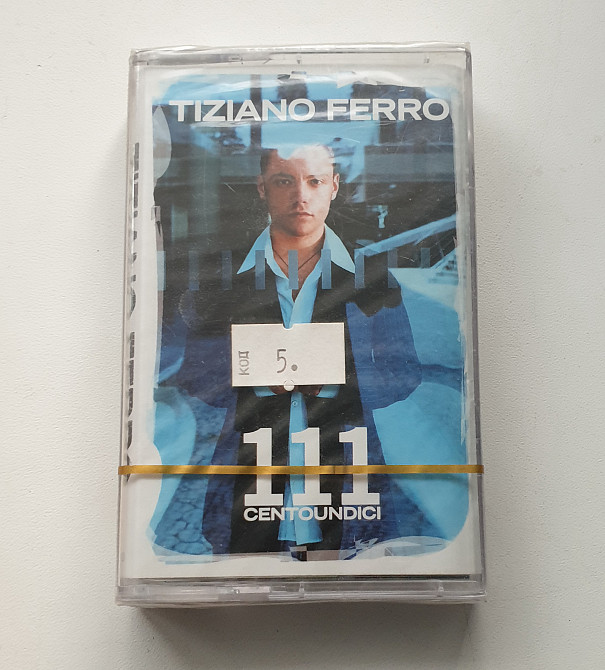 TIZIANO FERRO
код 5.
111
CENTOUNDICI